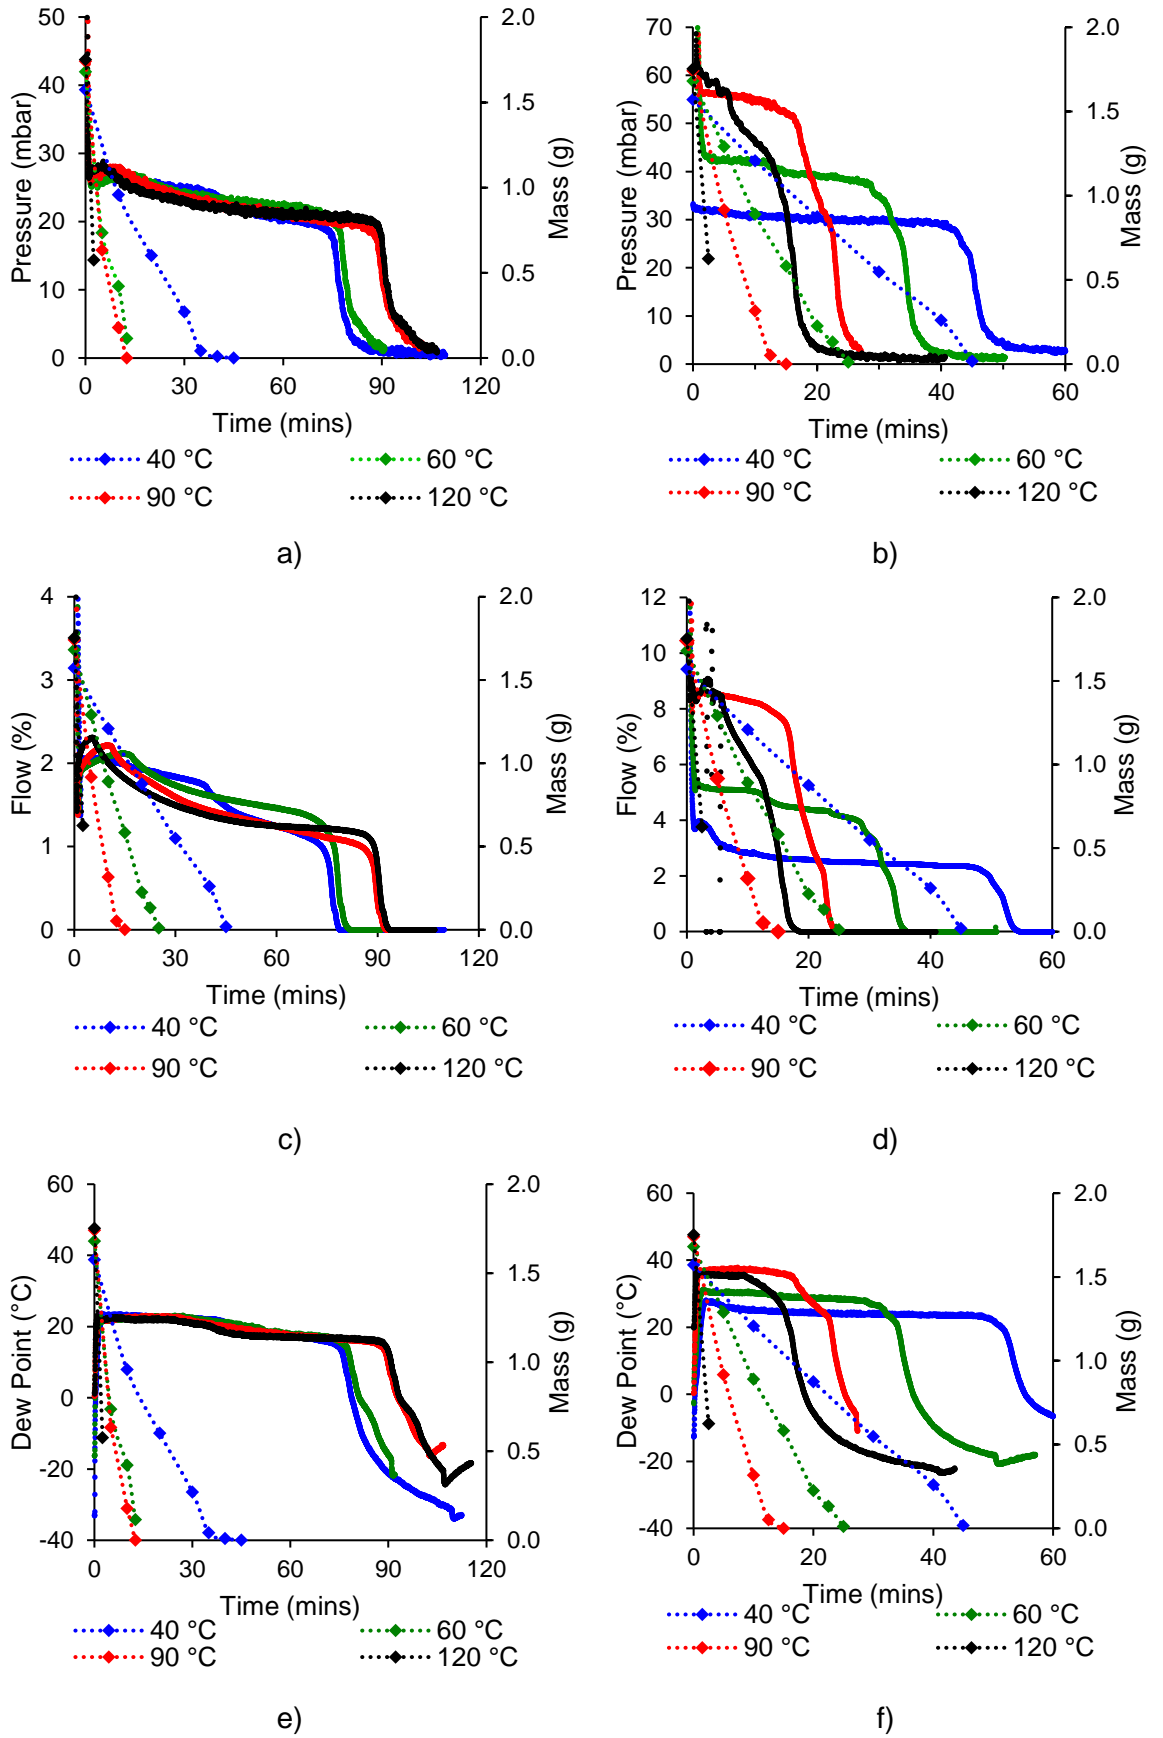 50
40
30
20
10
0
Pressure (mbar)
2.0
1.5
1.0
0.5
0.0
Mass (g)
0 30 60 90 120
Time (mins)
40 °C 60 °C
90 °C 120 °C
a)
70
60
50
40
30
20
10
0
Pressure (mbar)
2.0
1.5
1.0
0.5
0.0
Mass (g)
0 20 40 60
Time (mins)
40 °C 60 °C
90 °C 120 °C
b)
4
3
2
1
0
Flow (%)
2.0
1.5
1.0
0.5
0.0
Mass (g)
0 30 60 90 120
Time (mins)
40 °C 60 °C
90 °C 120 °C
c)
12
10
8
6
4
2
0
Flow (%)
2.0
1.5
1.0
0.5
0.0
Mass (g)
0 20 40 60
Time (mins)
40 °C 60 °C
90 °C 120 °C
d)
60
40
20
0
-20
-40
Dew Point (°C)
2.0
1.5
1.0
0.5
0.0
Mass (g)
0 30 60 90 120
Time (mins)
40 °C 60 °C
90 °C 120 °C
e)
60
40
20
0
-20
-40
Dew Point (°C)
2.0
1.5
1.0
0.5
0.0
Mass (g)
0 20 40 60
Time (mins)
40 °C 60 °C
90 °C 120 °C
f)